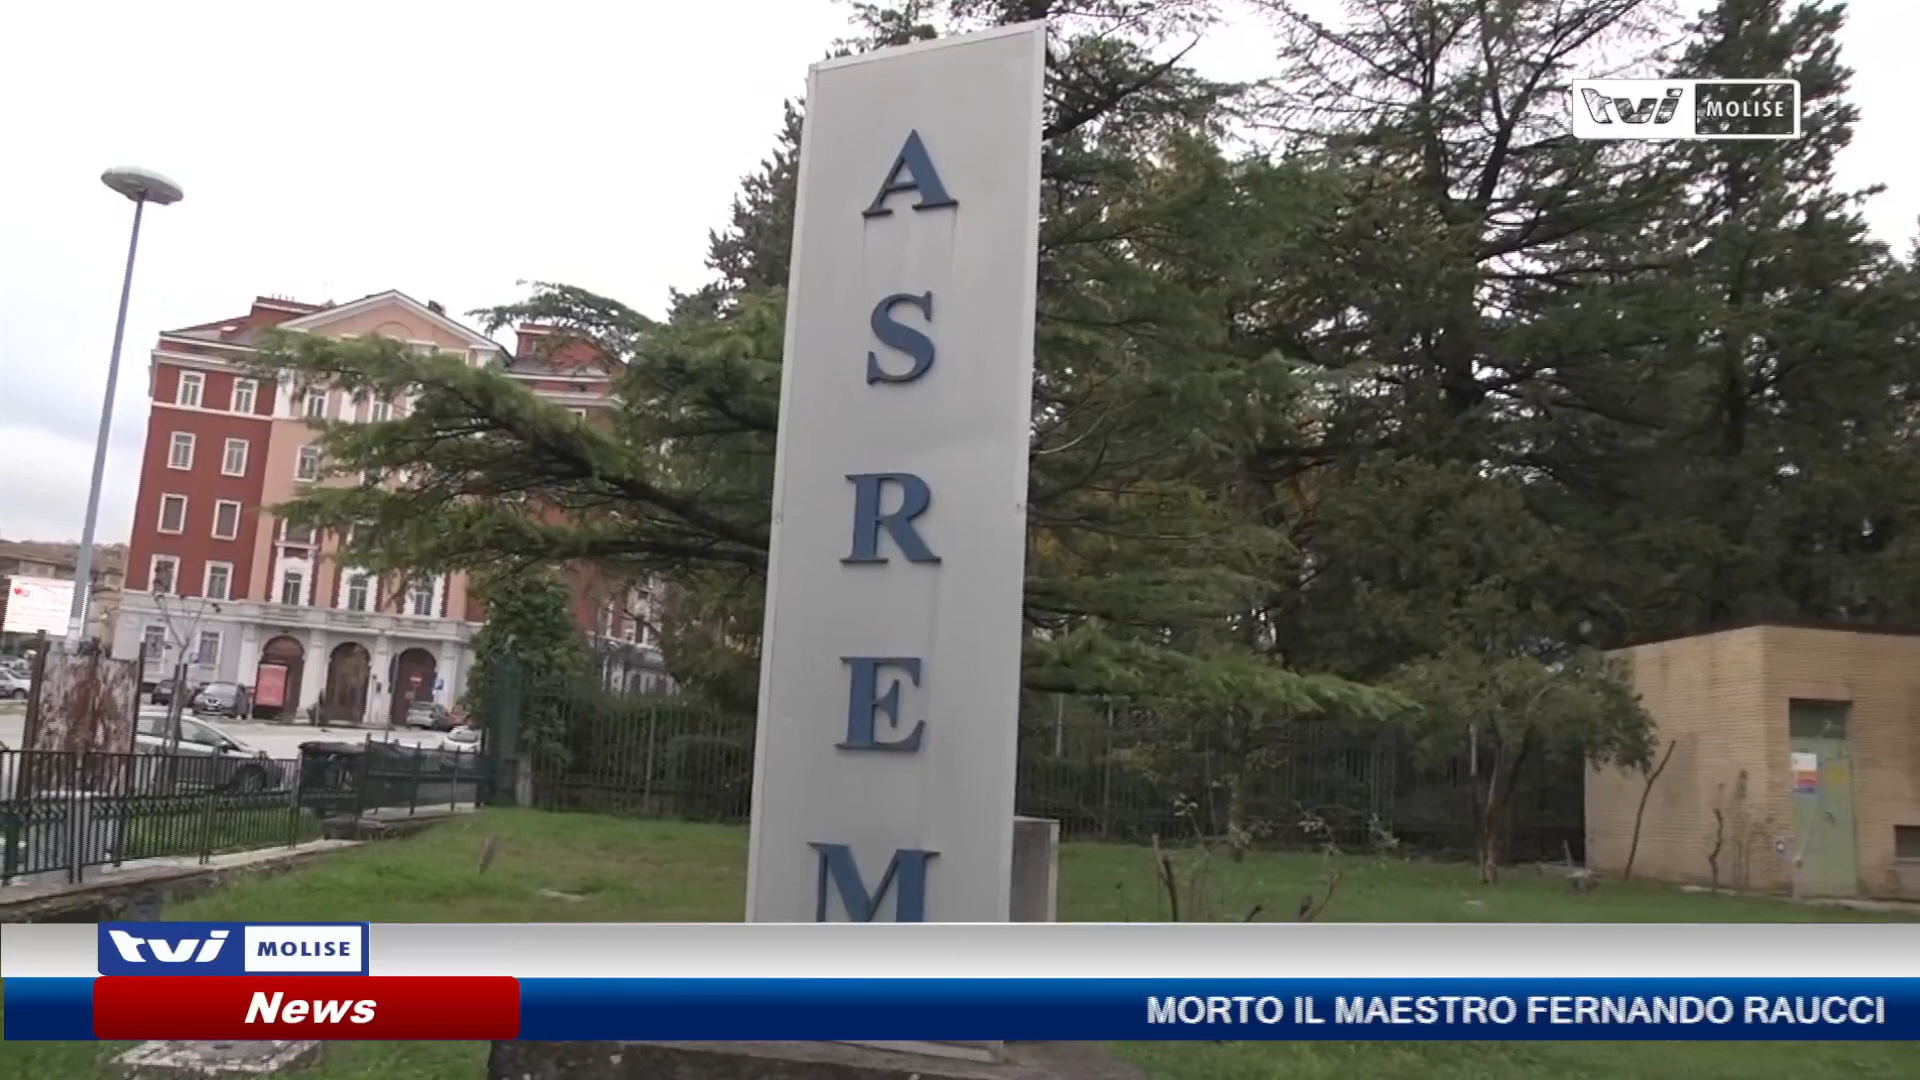 tvi MOLISE
A
S
R
E
M
tvi MOLISE
News
MORTO IL MAESTRO FERNANDO RAUCCI